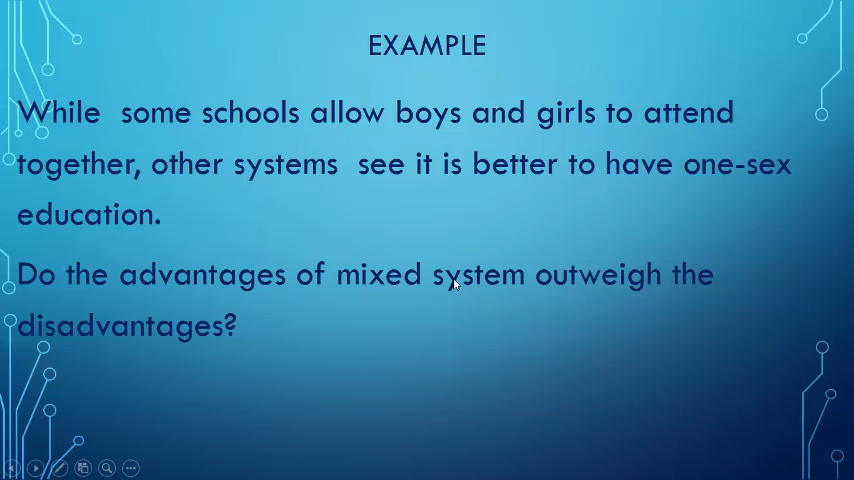 EXAMPLE
While some schools allow boys and girls to attend
together, other systems see it is better to have one-sex
education.
Do the advantages of mixed system outweigh the
disadvantages?